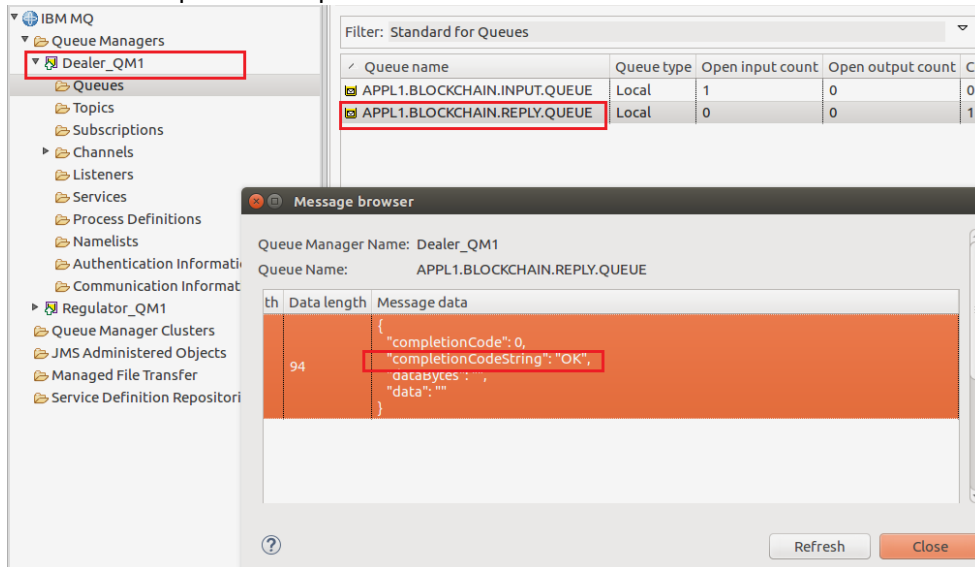 IBM MQ
Queue Managers
Dealer_QM1
Queues
Topics
Subscriptions
Channels
Listeners
Services
Process Definitions
Namelists
Authentication Informati
Communication Informat
Regulator_QM1
Queue Manager Clusters
JMS Administered Objects
Managed File Transfer
Service Definition Repositori
Filter: Standard for Queues
Queue name Queue type Open input count Open output count C
APPL1.BLOCKCHAIN.INPUT.QUEUE Local 1 0 0
APPL1.BLOCKCHAIN.REPLY.QUEUE Local 0 0 1
Message browser
Queue Manager Name: Dealer_QM1
Queue Name: APPL1.BLOCKCHAIN.REPLY.QUEUE
th Data length Message data
94
{
"completionCode": 0,
"completionCodeString": "OK",
"dataBytes": "",
"data": ""
}
? Refresh Close